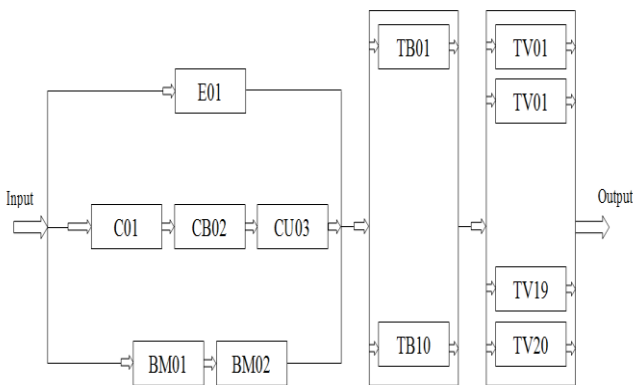 TB01
TV01
E01
TV01
Input
Output
C01
CB02
CU03
TV19
BM01
BM02
TB10
TV20